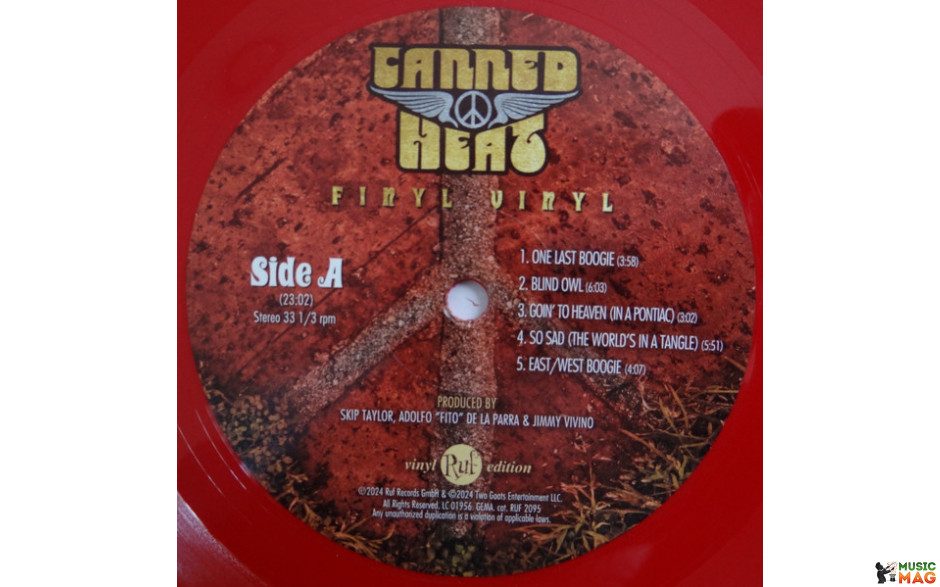 CANNED
HEAT
FINYL VINYL
Side A
(23:02)
Stereo 33 1/3 rpm
1. ONE LAST BOOGIE (3:58)
2. BLIND OWL (6:03)
3. GOIN' TO HEAVEN (IN A PONTIAC) (3:02)
4. SO SAD (THE WORLD'S IN A TANGLE) (5:51)
5. EAST/WEST BOOGIE (4:07)
PRODUCED BY
SKIP TAYLOR, ADOLFO "FITO" DE LA PARRA & JIMMY VIVINO
vinyl Ruf edition
©2024 Ruf Records GmbH & ©2024 Two Goats Entertainment LLC.
All Rights Reserved. LC 01956. GEMA. cat. RUF 2095
Any unauthorized duplication is a violation of applicable laws.
MUSIC
MAG